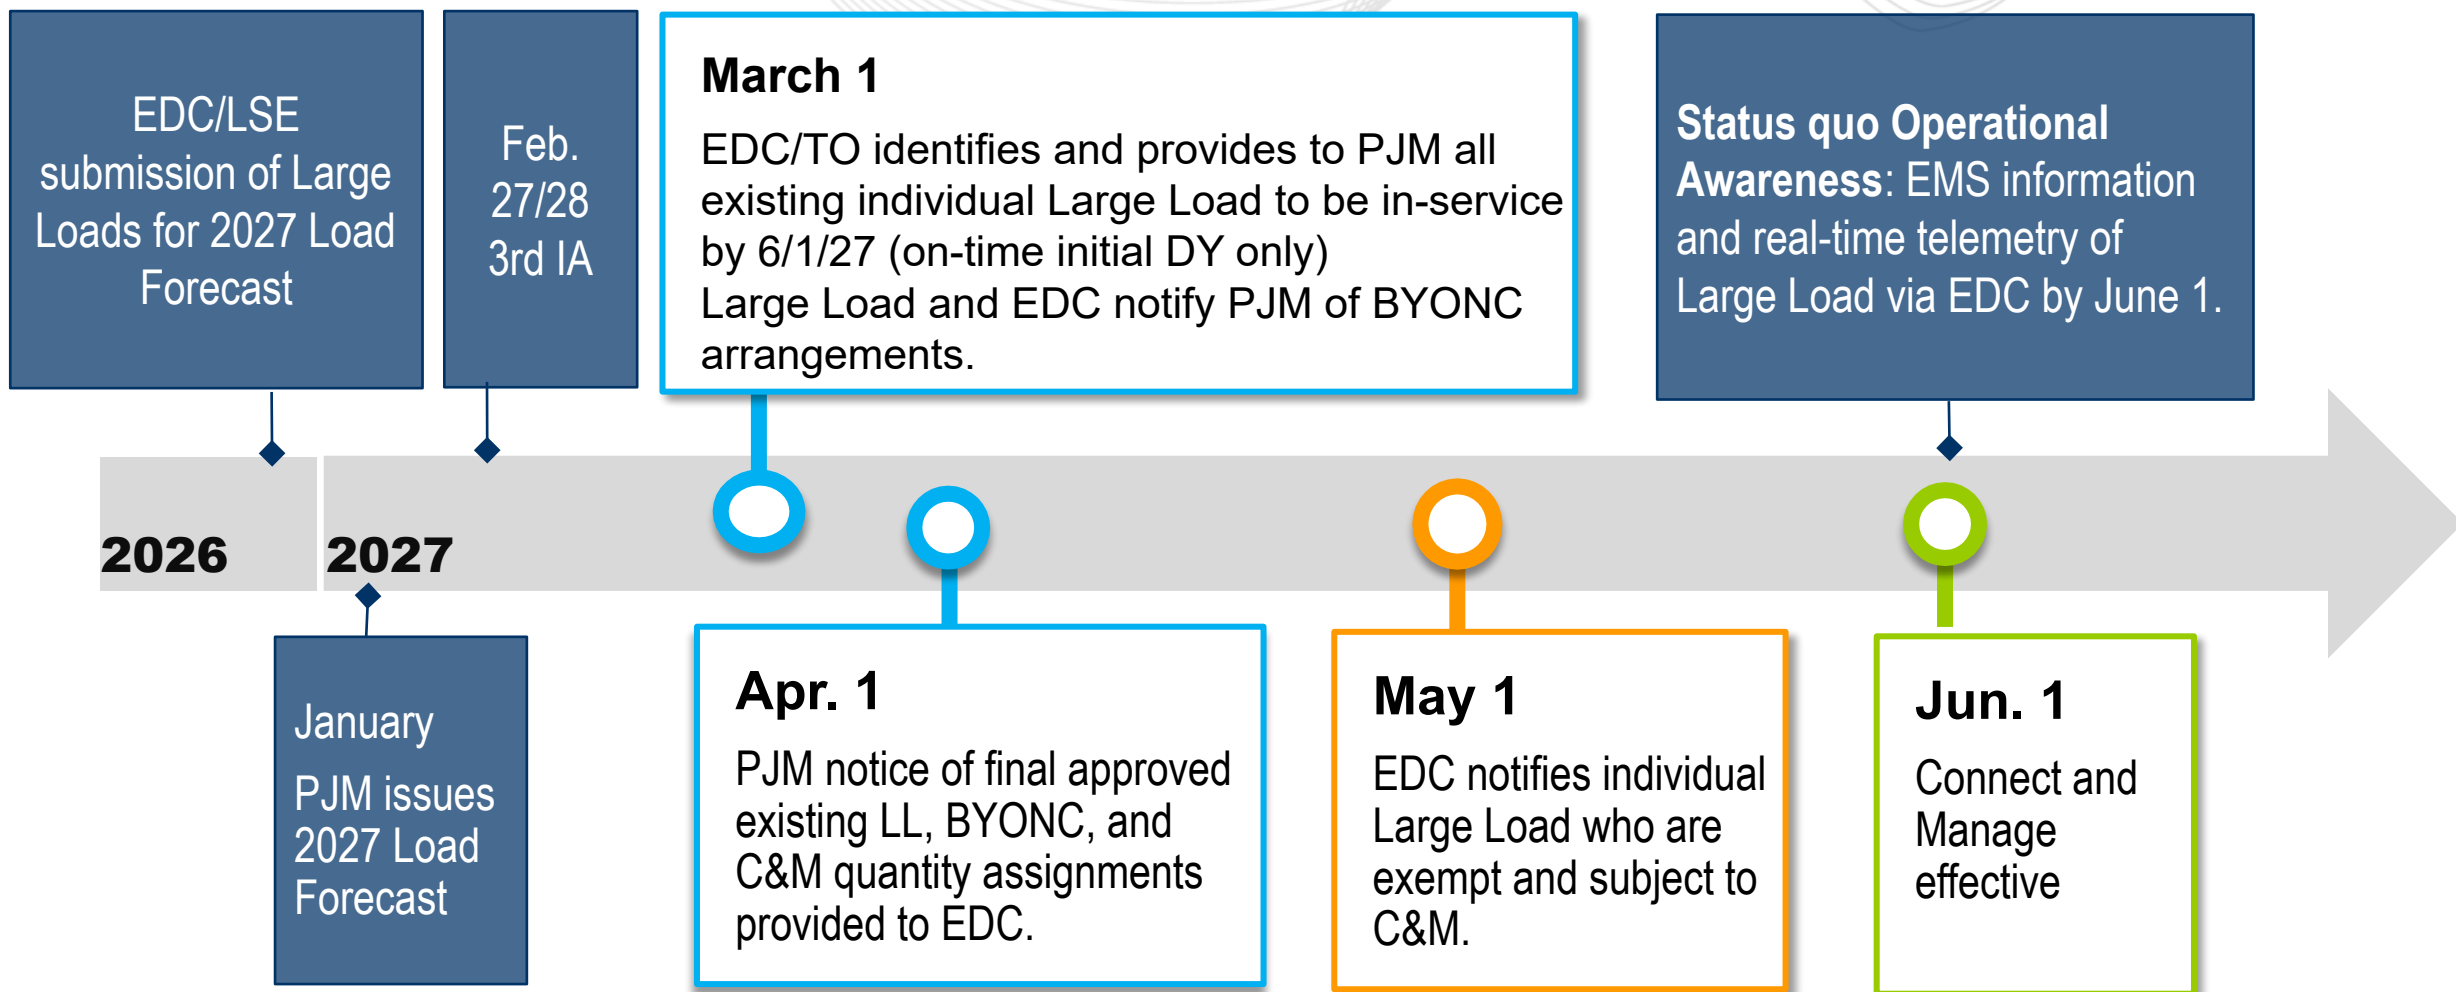 EDC/LSE
submission of Large
Loads for 2027 Load
Forecast
Feb.
27/28
3rd IA
March 1
EDC/TO identifies and provides to PJM all
existing individual Large Load to be in-service
by 6/1/27 (on-time initial DY only)
Large Load and EDC notify PJM of BYONC
arrangements.
Status quo Operational
Awareness: EMS information
and real-time telemetry of
Large Load via EDC by June 1.
2026
2027
January
PJM issues
2027 Load
Forecast
Apr. 1
PJM notice of final approved
existing LL, BYONC, and
C&M quantity assignments
provided to EDC.
May 1
EDC notifies individual
Large Load who are
exempt and subject to
C&M.
Jun. 1
Connect and
Manage
effective